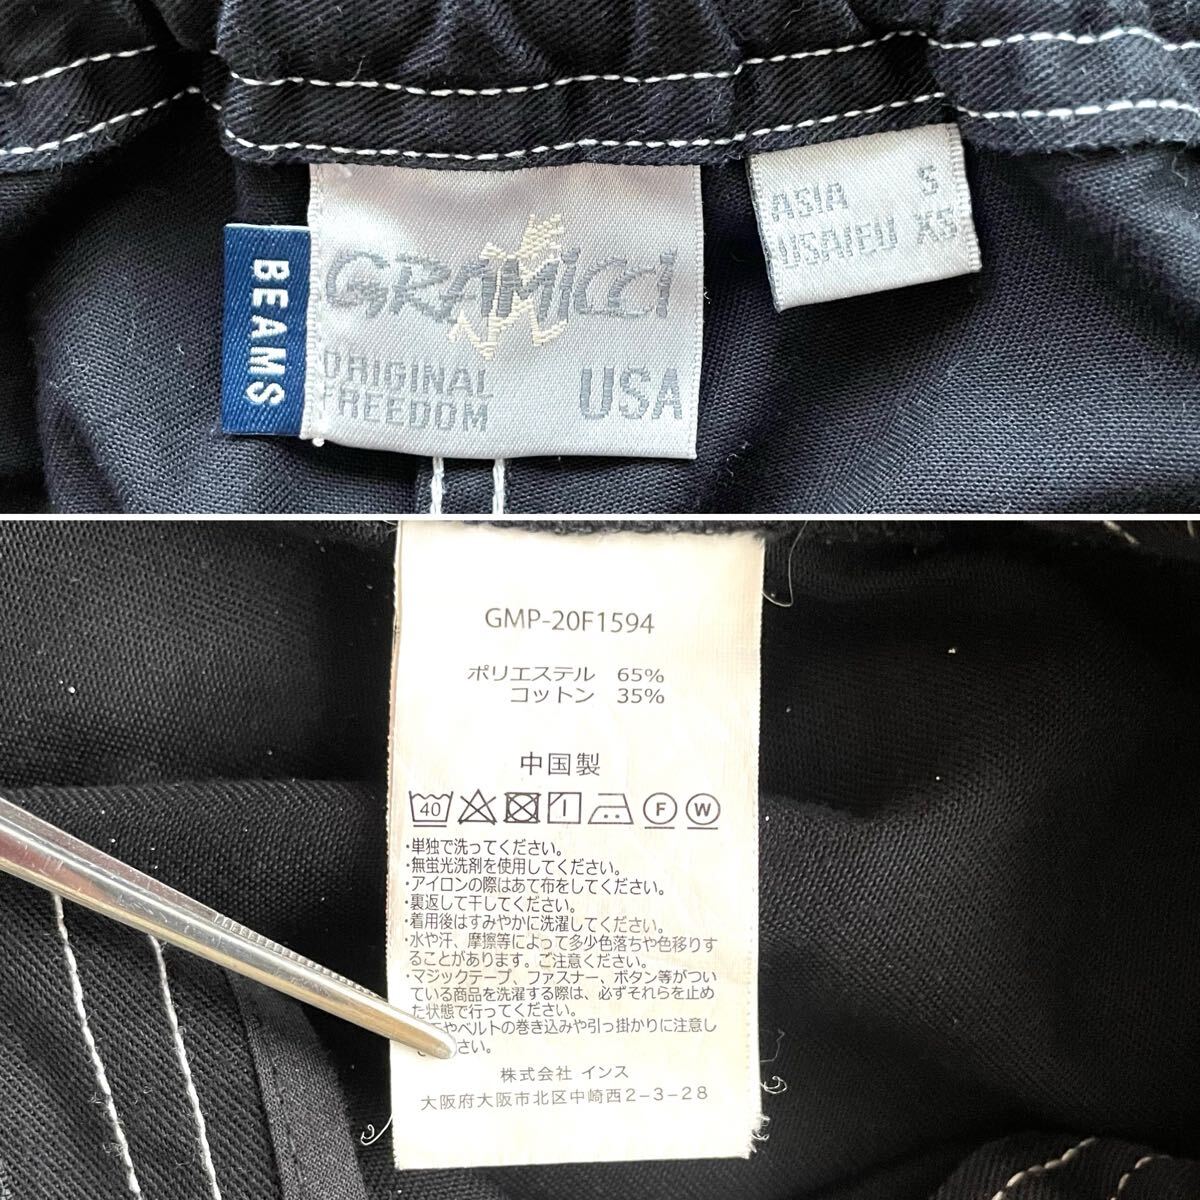 BEAMS
GRAMICCI
ORIGINAL
FREEDOM
USA
ASIA S
USA/EU XS
GMP-20F1594
ポリエステル 65%
コットン 35%
中国製
40 F W
・単独で洗ってください。
・無蛍光洗剤を使用してください。
・アイロンの際はあて布をしてください。
・裏返して干してください。
・着用後はすみやかに洗濯してください。
・水や汗、摩擦等によって多少色落ちや色移りす
ることがあります。ご注意ください。
・マジックテープ、ファスナー、ボタン等がつい
ている商品を洗濯する際は、必ずそれらを止め
た状態で行ってください。
やベルトの巻き込みや引っ掛かりに注意し
さい。
株式会社 インス
大阪府大阪市北区中崎西2-3-28